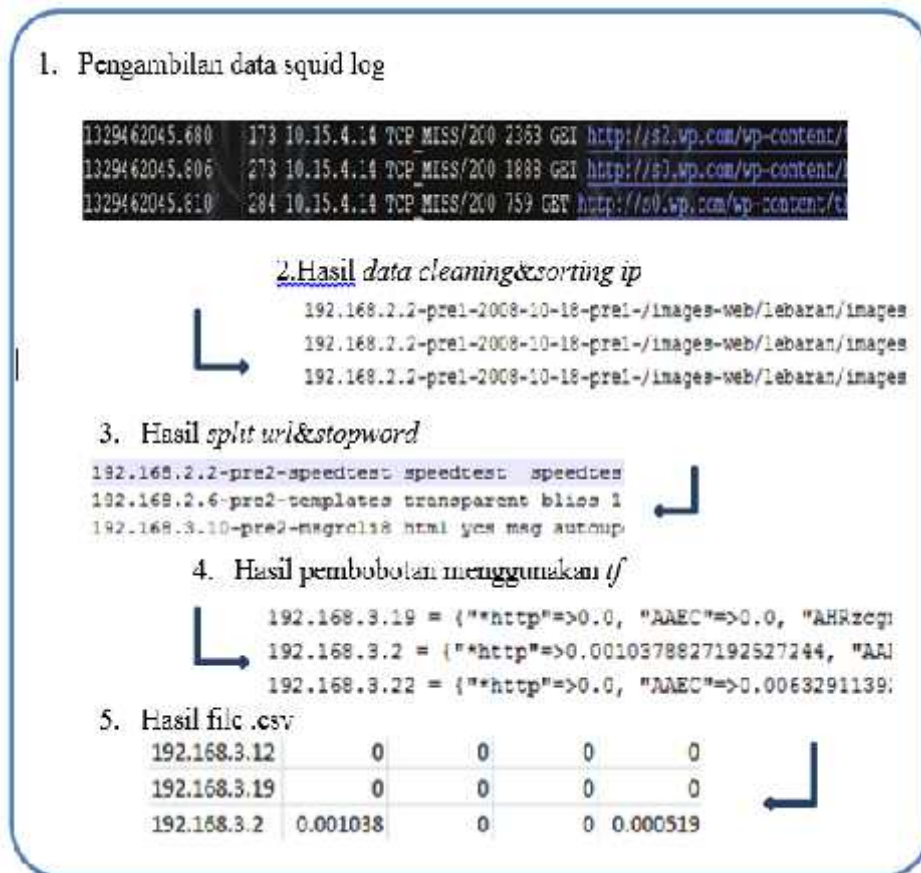 1. Pengambilan data squid log
1329462045.680 173 10.15.4.14 TCP_MISS/200 2363 GET http://s2.wp.com/wp-content/
1329462045.806 273 10.15.4.14 TCP_MISS/200 1888 GET http://s1.wp.com/wp-content/
1329462045.810 284 10.15.4.14 TCP_MISS/200 759 GET http://s0.wp.com/wp-content/t
2.Hasil data cleaning&sorting ip
192.168.2.2-pre1-2008-10-18-pre1-/images-web/lebaran/images
192.168.2.2-pre1-2008-10-18-pre1-/images-web/lebaran/images
192.168.2.2-pre1-2008-10-18-pre1-/images-web/lebaran/images
3. Hasil split url&stopword
192.168.2.2-pre2-speedtest speedtest speedtes
192.168.2.6-pre2-templates transparent bliss 1
192.168.3.10-pre2-msgrcli8 html ycs msg autoup
4. Hasil pembobotan menggunakan tf
192.168.3.19 = {"*http"=>0.0, "AAEC"=>0.0, "AHRzcg
192.168.3.2 = {"*http"=>0.0010378827192527244, "AA
192.168.3.22 = {"*http"=>0.0, "AAEC"=>0.0063291139
5. Hasil file .csv
192.168.3.12 0 0 0 0
192.168.3.19 0 0 0 0
192.168.3.2 0.001038 0 0 0.000519